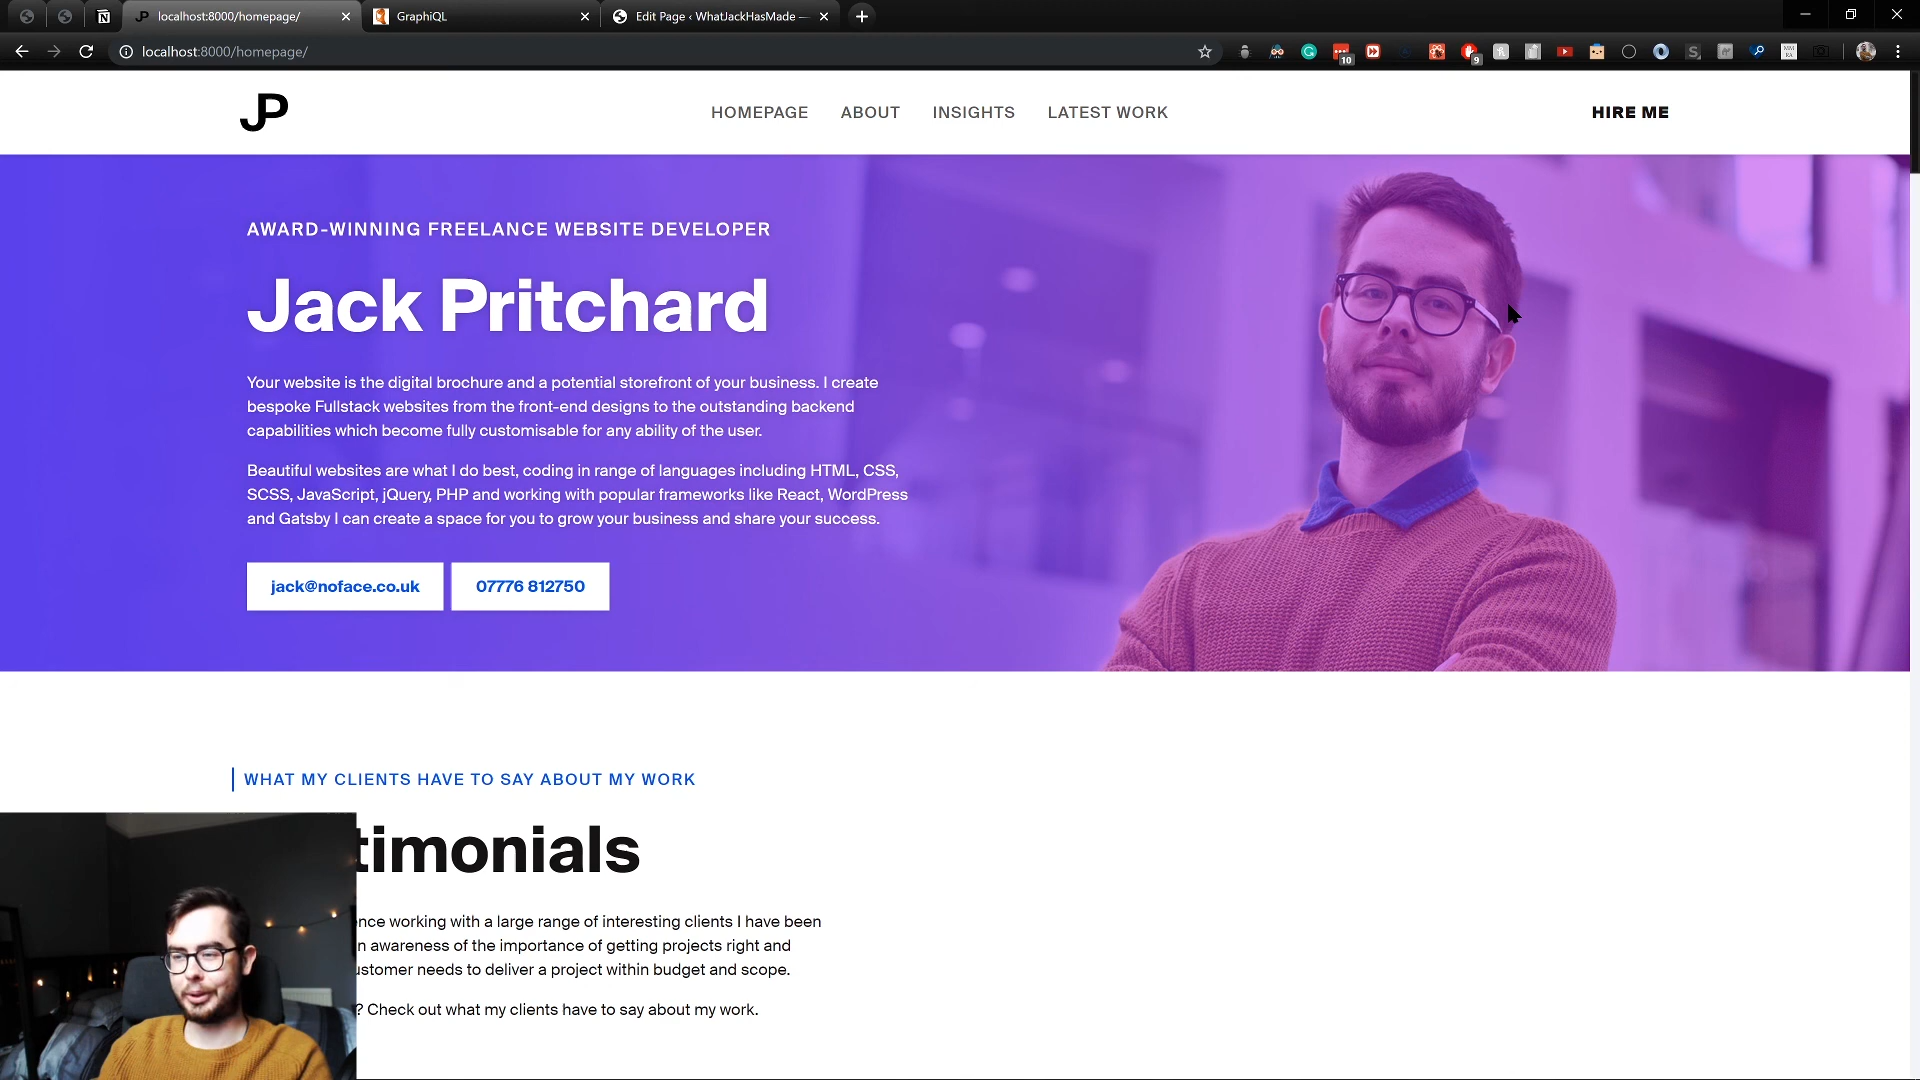 localhost:8000/homepage/
GraphiQL
Edit Page ‹ WhatJackHasMade —
localhost:8000/homepage/
10
9
JP
HOMEPAGE
ABOUT
INSIGHTS
LATEST WORK
HIRE ME
AWARD-WINNING FREELANCE WEBSITE DEVELOPER
Jack Pritchard
Your website is the digital brochure and a potential storefront of your business. I create
bespoke Fullstack websites from the front-end designs to the outstanding backend
capabilities which become fully customisable for any ability of the user.
Beautiful websites are what I do best, coding in range of languages including HTML, CSS,
SCSS, JavaScript, jQuery, PHP and working with popular frameworks like React, WordPress
and Gatsby I can create a space for you to grow your business and share your success.
jack@noface.co.uk
07776 812750
WHAT MY CLIENTS HAVE TO SAY ABOUT MY WORK
timonials
nce working with a large range of interesting clients I have been
n awareness of the importance of getting projects right and
ustomer needs to deliver a project within budget and scope.
? Check out what my clients have to say about my work.